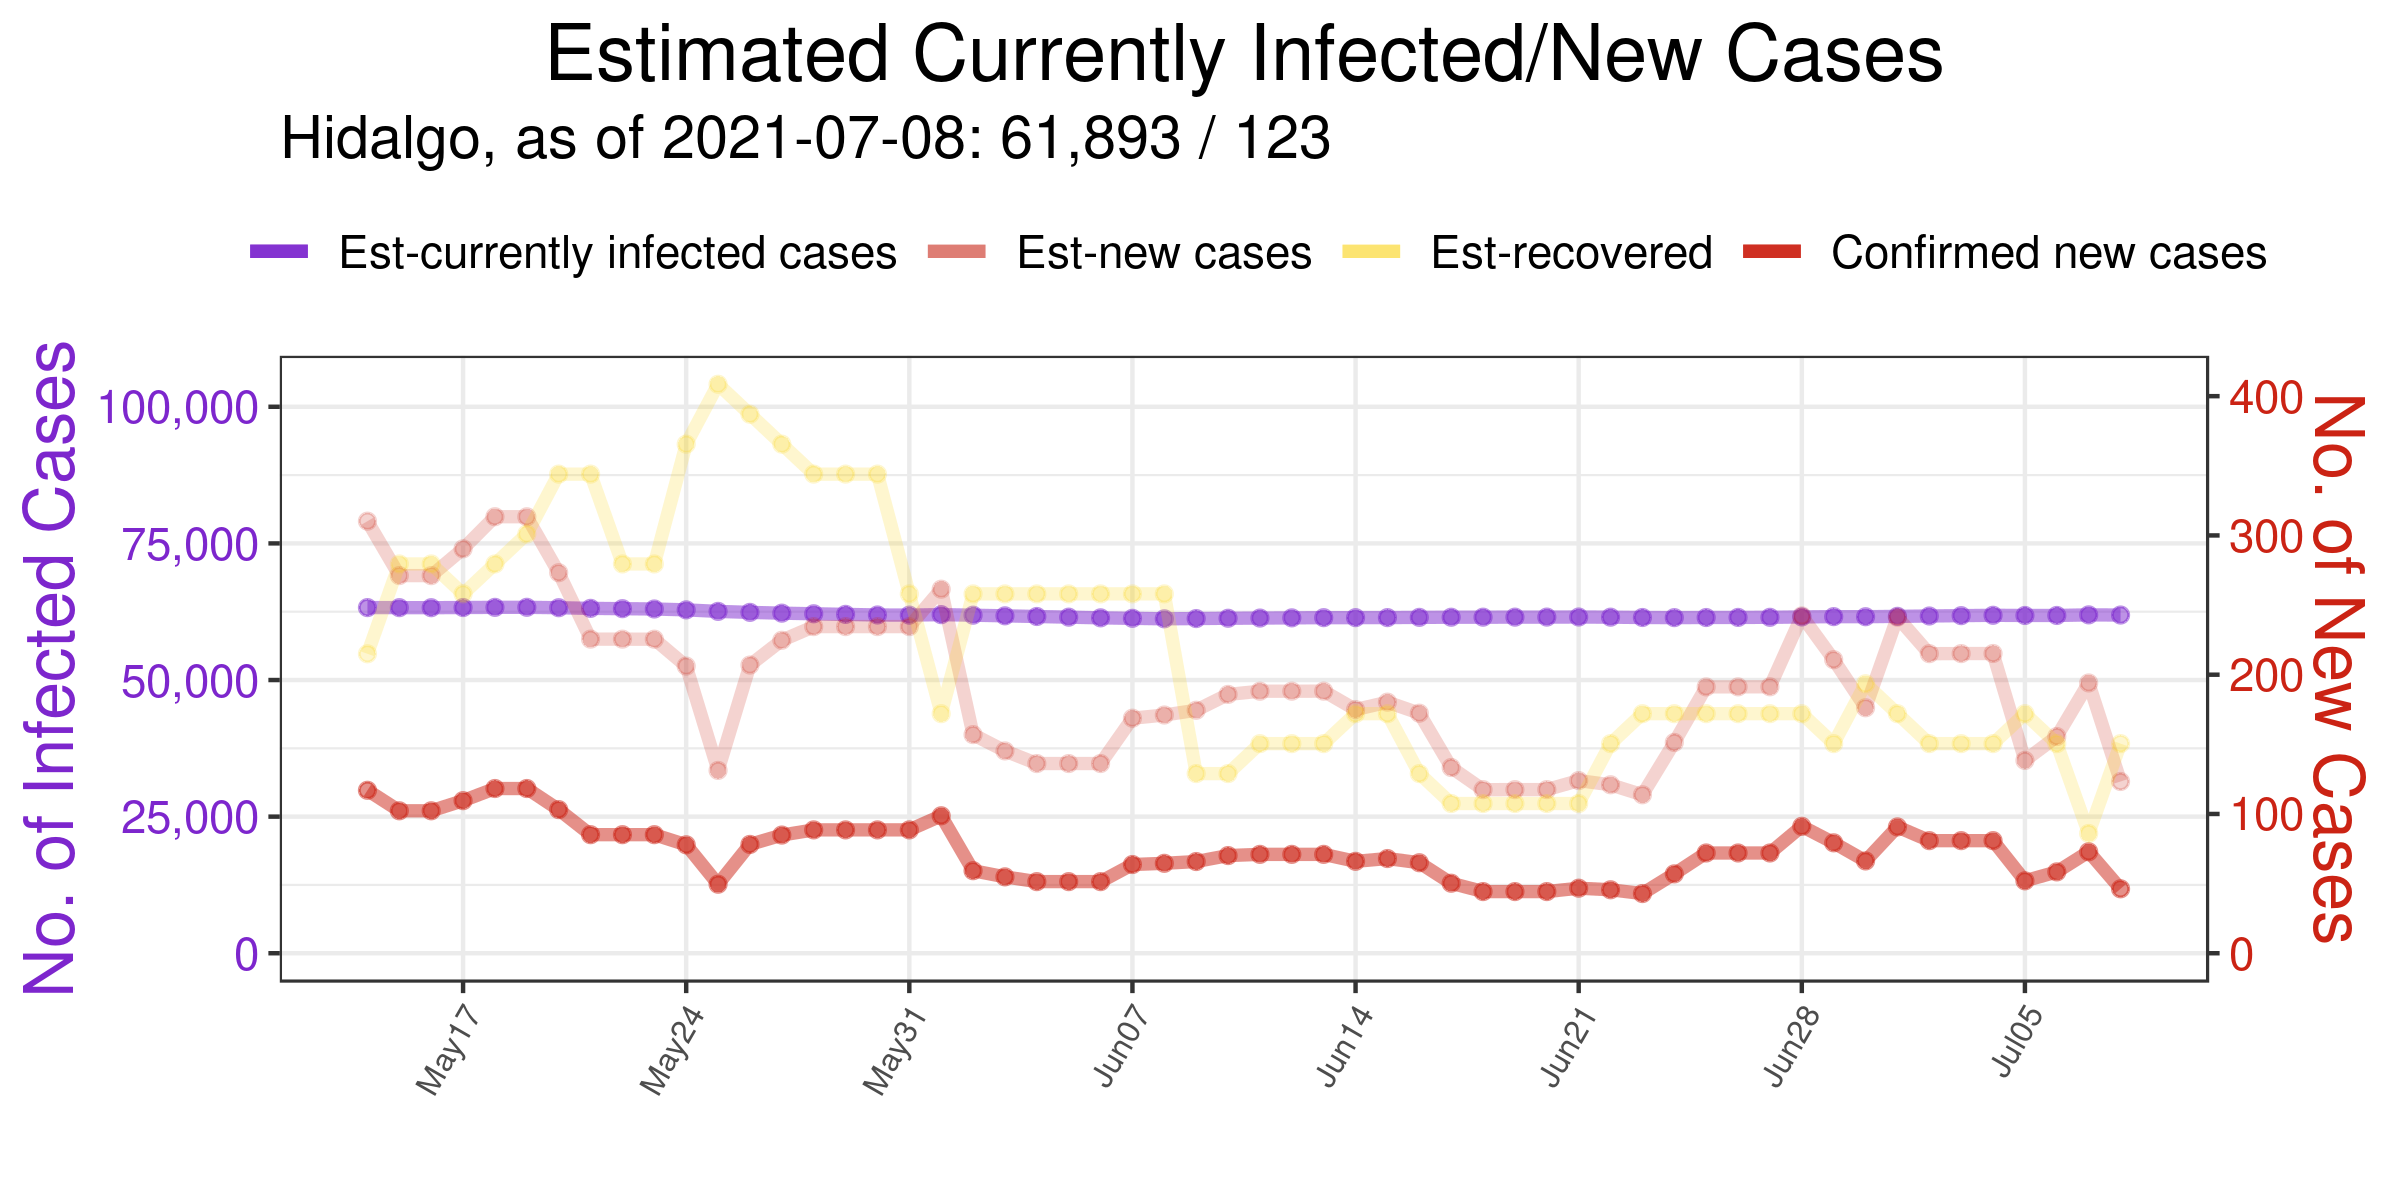 Estimated Currently Infected/New Cases
Hidalgo, as of 2021-07-08: 61,893 / 123
Est-currently infected cases Est-new cases Est-recovered Confirmed new cases
No. of Infected Cases
100,000
75,000
50,000
25,000
0
400
300
200
100
0
No. of New Cases
May17 May24 May31 Jun07 Jun14 Jun21 Jun28 Jul05